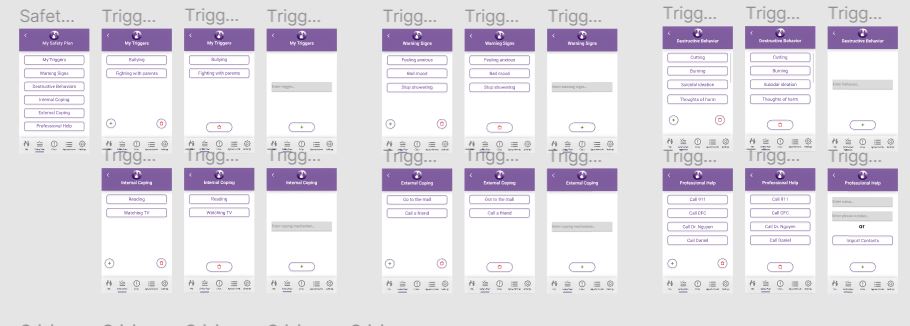 Safet...
Trigg...
Trigg...
Trigg...
Trigg...
Trigg...
Trigg...
Trigg...
Trigg...
Trigg...
My Safety Plan
My Triggers
Warning Signs
Destructive Behaviors
Internal Coping
External Coping
Professional Help
My Triggers
Bullying
Fighting with parents
My Triggers
Bullying
Fighting with parents
My Triggers
Enter trigger...
Warning Signs
Feeling anxious
Bad mood
Stop showering
Warning Signs
Feeling anxious
Bad mood
Stop showering
Warning Signs
Enter warning signs...
Destructive Behavior
Cutting
Burning
Suicidal ideation
Thoughts of harm
Destructive Behavior
Cutting
Burning
Suicidal ideation
Thoughts of harm
Destructive Behavior
Enter behaviors...
Trigg...
Trigg...
Trigg...
Trigg...
Trigg...
Trigg...
Trigg...
Trigg...
Trigg...
Internal Coping
Reading
Watching TV
Internal Coping
Reading
Watching TV
Internal Coping
Enter coping mechanism...
External Coping
Go to the mall
Call a friend
External Coping
Go to the mall
Call a friend
External Coping
Enter coping mechanism...
Professional Help
Call 911
Call DFC
Call Dr. Nguyen
Call Daniel
Professional Help
Call 911
Call DFC
Call Dr. Nguyen
Call Daniel
Professional Help
Enter name...
Enter phone number...
or
Import Contacts